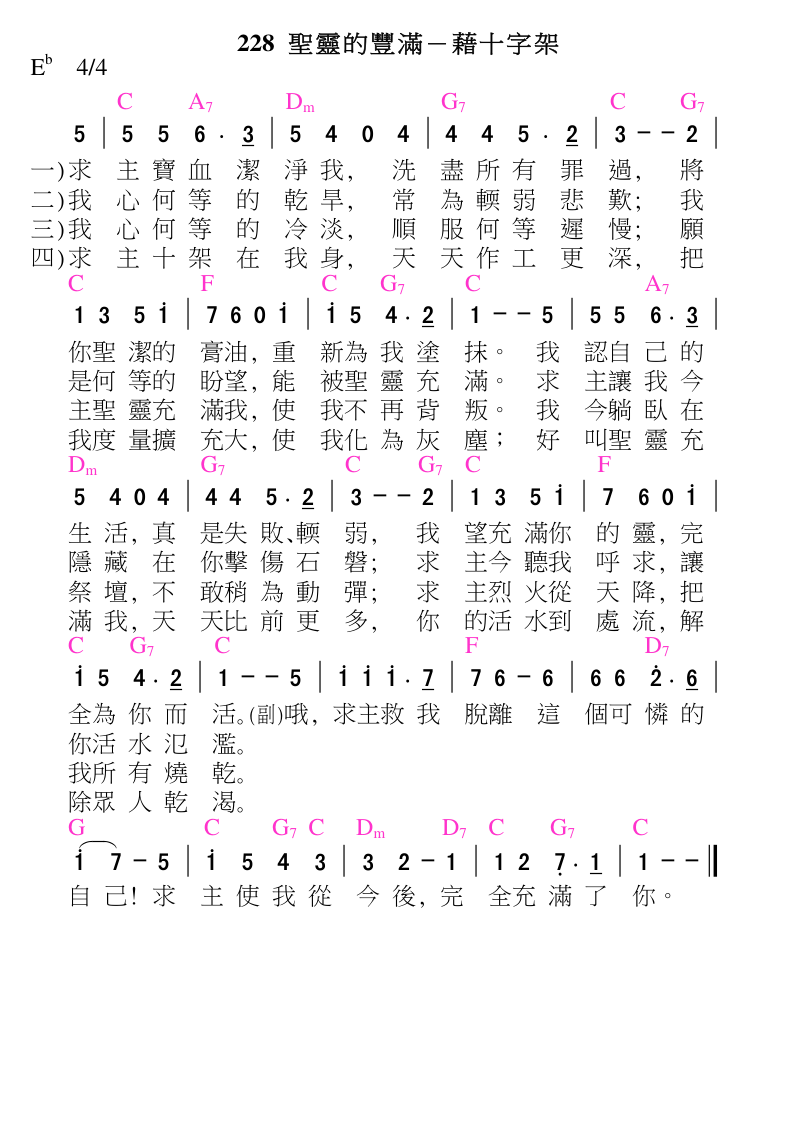 228 聖靈的豐滿－藉十字架
E♭ 4/4
C A7 Dm G7 C G7
5 | 5 5 6 . 3 | 5 4 0 4 | 4 4 5 . 2 | 3 - - 2 |
一)求 主 寶 血 潔 淨 我， 洗 盡 所 有 罪 過， 將
二)我 心 何 等 的 乾 旱， 常 為 輭 弱 悲 歎； 我
三)我 心 何 等 的 冷 淡， 順 服 何 等 遲 慢； 願
四)求 主 十 架 在 我 身， 天 天 作 工 更 深， 把
C F C G7 C A7
1 3 5 i | 7 6 0 i | i 5 4 . 2 | 1 - - 5 | 5 5 6 . 3 |
你聖 潔的 膏油，重 新為 我 塗 抹。 我 認自 己 的
是何 等的 盼望，能 被聖 靈 充 滿。 求 主讓 我 今
主聖 靈充 滿我，使 我不 再 背 叛。 我 今躺 臥 在
我度 量擴 充大，使 我化 為 灰 塵； 好 叫聖 靈 充
Dm G7 C G7 C F
5 4 0 4 | 4 4 5 . 2 | 3 - - 2 | 1 3 5 i | 7 6 0 i |
生 活，真 是失 敗、輭 弱， 我 望充 滿你 的 靈，完
隱 藏 在 你擊 傷 石 磐； 求 主今 聽我 呼 求，讓
祭 壇，不 敢稍 為 動 彈； 求 主烈 火從 天 降，把
滿 我，天 天比 前 更 多， 你 的活 水到 處 流，解
C G7 C F D7
i 5 4 . 2 | 1 - - 5 | i i i . 7 | 7 6 - 6 | 6 6 2̇ . 6 |
全為 你 而 活。(副)哦，求主救 我 脫離 這 個可 憐 的
你活 水 氾 濫。
我所 有 燒 乾。
除眾 人 乾 渴。
G C G7 C Dm D7 C G7 C
i 7 - 5 | i 5 4 3 | 3 2 - 1 | 1 2 7̣ . 1 | 1 - - ‖
自 己！求 主 使 我 從 今 後，完 全充 滿 了 你。